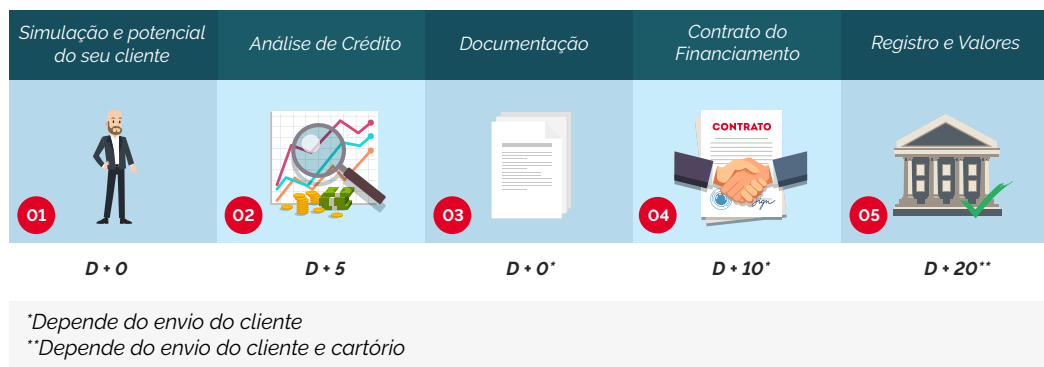 Simulação e potencial
do seu cliente
Análise de Crédito
Documentação
Contrato do
Financiamento
Registro e Valores
CONTRATO
Sign
01
02
03
04
05
D + 0
D + 5
D + 0*
D + 10*
D + 20**
*Depende do envio do cliente
**Depende do envio do cliente e cartório